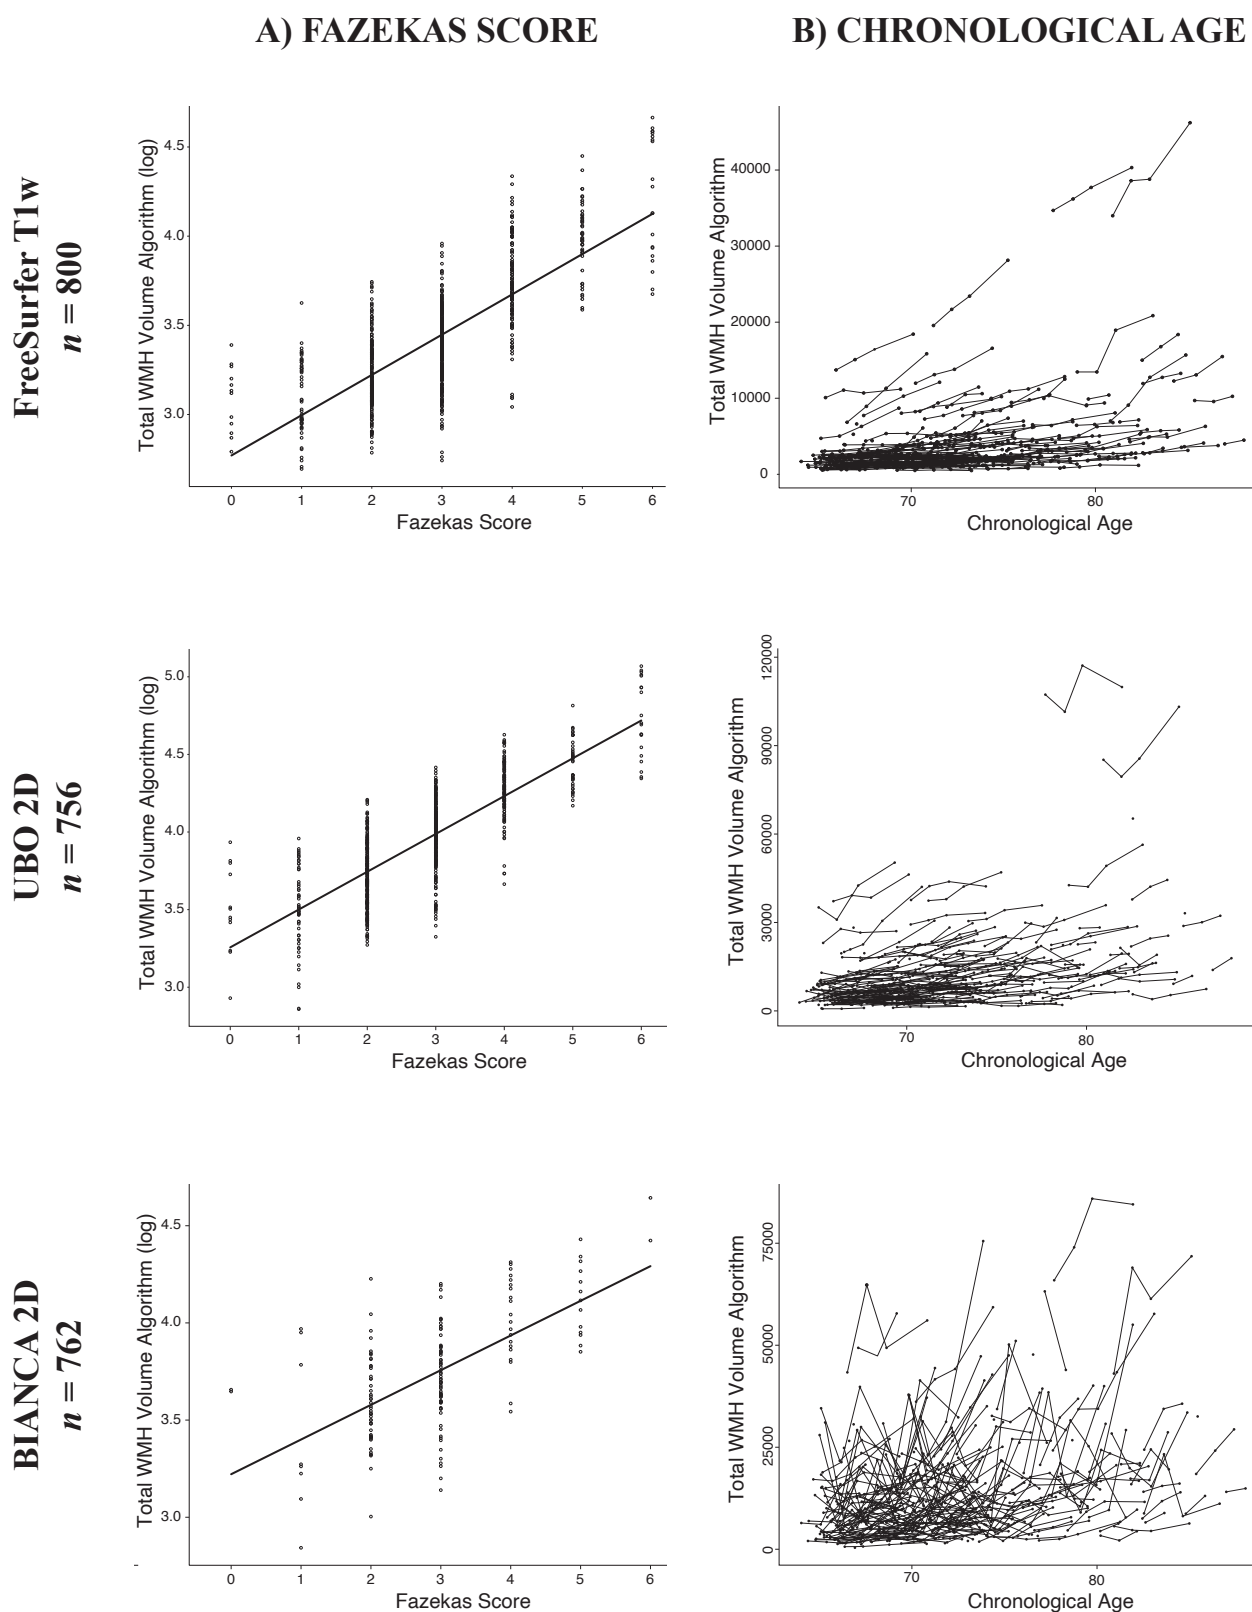 A) FAZEKAS SCORE
B) CHRONOLOGICAL AGE
FreeSurfer T1w
n = 800
Total WMH Volume Algorithm (log)
4.5
4.0
3.5
3.0
0 1 2 3 4 5 6
Fazekas Score
Total WMH Volume Algorithm
40000
30000
20000
10000
0
70 80
Chronological Age
UBO 2D
n = 756
Total WMH Volume Algorithm (log)
5.0
4.5
4.0
3.5
3.0
0 1 2 3 4 5 6
Fazekas Score
Total WMH Volume Algorithm
120000
90000
60000
30000
0
70 80
Chronological Age
BIANCA 2D
n = 762
Total WMH Volume Algorithm (log)
4.5
4.0
3.5
3.0
0 1 2 3 4 5 6
Fazekas Score
Total WMH Volume Algorithm
75000
50000
25000
0
70 80
Chronological Age